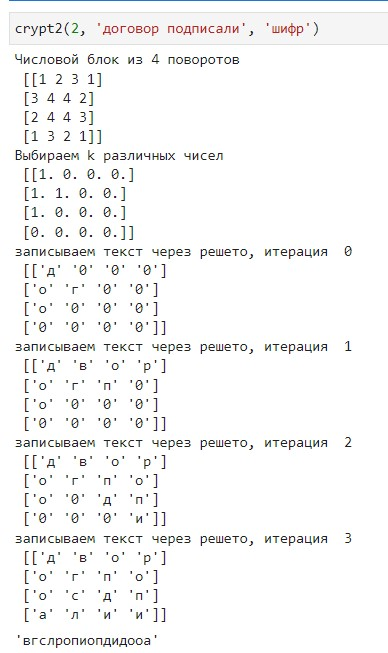 crypt2(2, 'договор подписали', 'шифр')
Числовой блок из 4 поворотов
[[1 2 3 1]
[3 4 4 2]
[2 4 4 3]
[1 3 2 1]]
Выбираем k различных чисел
[[1. 0. 0. 0.]
[1. 1. 0. 0.]
[1. 0. 0. 0.]
[0. 0. 0. 0.]]
записываем текст через решето, итерация  0
[['д' '0' '0' '0']
['о' 'г' '0' '0']
['о' '0' '0' '0']
['0' '0' '0' '0']]
записываем текст через решето, итерация  1
[['д' 'в' 'о' 'р']
['о' 'г' 'п' '0']
['о' '0' '0' '0']
['0' '0' '0' '0']]
записываем текст через решето, итерация  2
[['д' 'в' 'о' 'р']
['о' 'г' 'п' 'о']
['о' '0' 'д' 'п']
['0' '0' '0' 'и']]
записываем текст через решето, итерация  3
[['д' 'в' 'о' 'р']
['о' 'г' 'п' 'о']
['о' 'с' 'д' 'п']
['а' 'л' 'и' 'и']]
'вгслропиопдидооа'